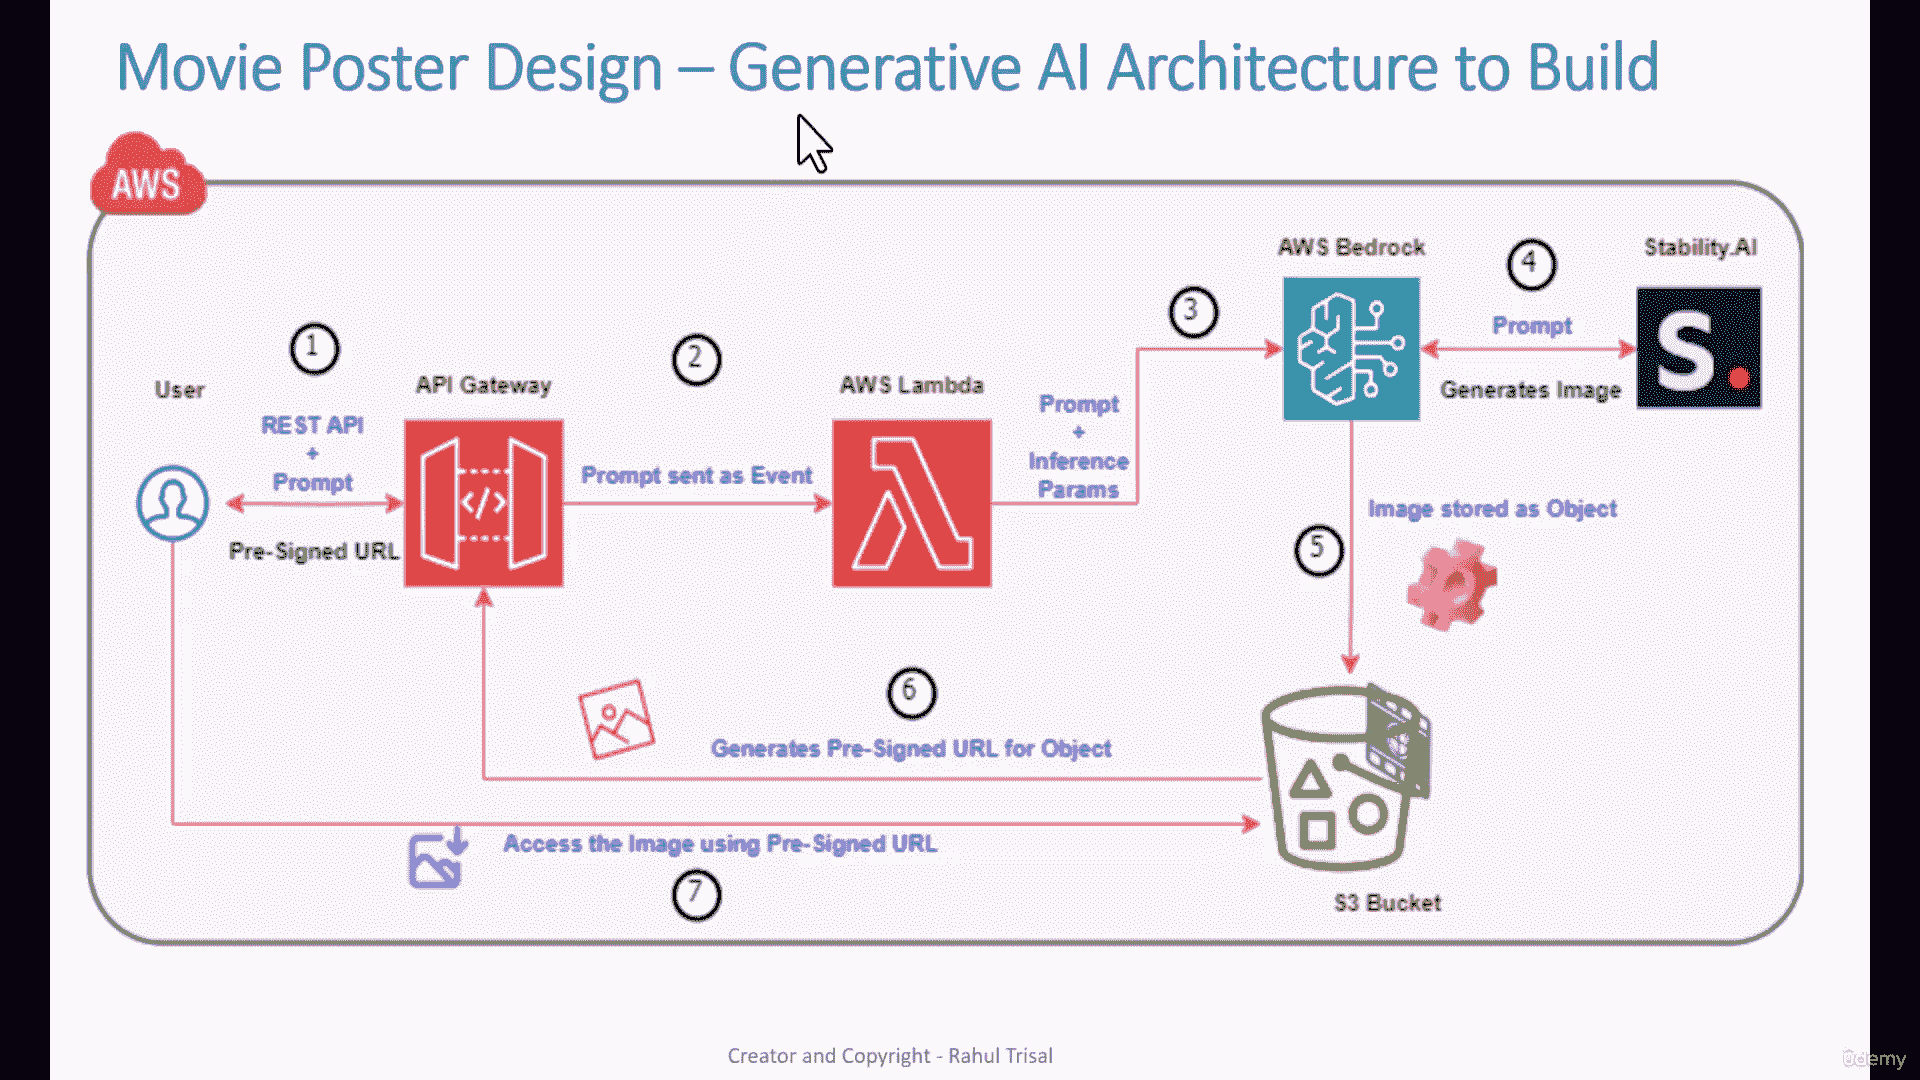 Movie Poster Design – Generative AI Architecture to Build
AWS
AWS Bedrock
4
Stability.AI
3
Prompt
S.
Generates Image
1
2
User
API Gateway
AWS Lambda
REST API
+
Prompt
Pre-Signed URL
</>
Prompt sent as Event
Prompt
+
Inference
Params
Image stored as Object
5
6
Generates Pre-Signed URL for Object
Access the Image using Pre-Signed URL
7
S3 Bucket
Creator and Copyright - Rahul Trisal
ûdemy